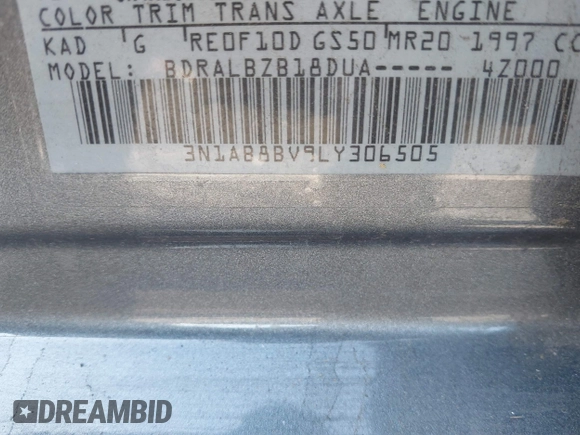 COLOR TRIM TRANS AXLE ENGINE
KAD G RE0F10D GS50 MR20 1997 CC
MODEL: BDRALBZB18DUA----- 4Z000
3N1AB8BV9LY306505
DREAMBID